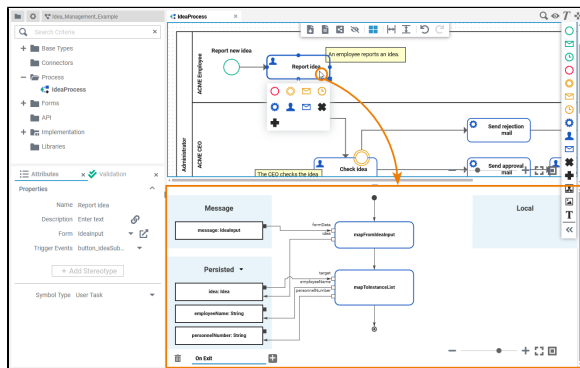 Idea_Management_Example
Search Criteria
Base Types
Connectors
Process
IdeaProcess
Forms
API
Implementation
Libraries
Attributes
Validation
Properties
Name Report idea
Description Enter text
Form IdeaInput
Trigger Events button_IdeaSub...
+ Add Stereotype
Symbol Type User Task
IdeaProcess
Administrator
ACME Employee
ACME CEO
Report new idea
Report idea
An employee reports an idea.
Check Idea
The CEO checks the idea
Send rejection
mail
Send approval
mail
T
T
Message
message: IdeaInput
Persisted
idea: Idea
employeeName: String
personnelNumber: String
formData
idea
mapFromIdeaInput
target
employeeName
personnelNumber
mapToInstanceList
Local
On Exit